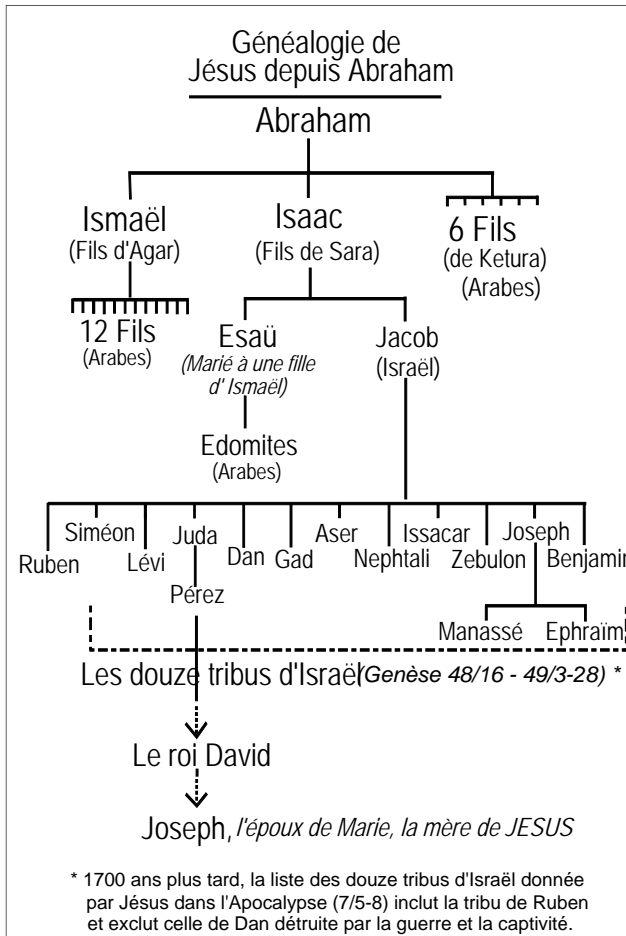 Généalogie de
Jésus depuis Abraham
Abraham
Ismaël
(Fils d'Agar)
Isaac
(Fils de Sara)
6 Fils
(de Ketura)
(Arabes)
12 Fils
(Arabes)
Esaü
(Marié à une fille
d' Ismaël)
Jacob
(Israël)
Edomites
(Arabes)
Ruben Siméon Lévi Juda Dan Gad Aser Nephtali Issacar Zebulon Joseph Benjamin
Pérez
Manassé Ephraïm
Les douze tribus d'Israël (Genèse 48/16 - 49/3-28) *
Le roi David
Joseph, l'époux de Marie, la mère de JESUS
* 1700 ans plus tard, la liste des douze tribus d'Israël donnée
par Jésus dans l'Apocalypse (7/5-8) inclut la tribu de Ruben
et exclut celle de Dan détruite par la guerre et la captivité.